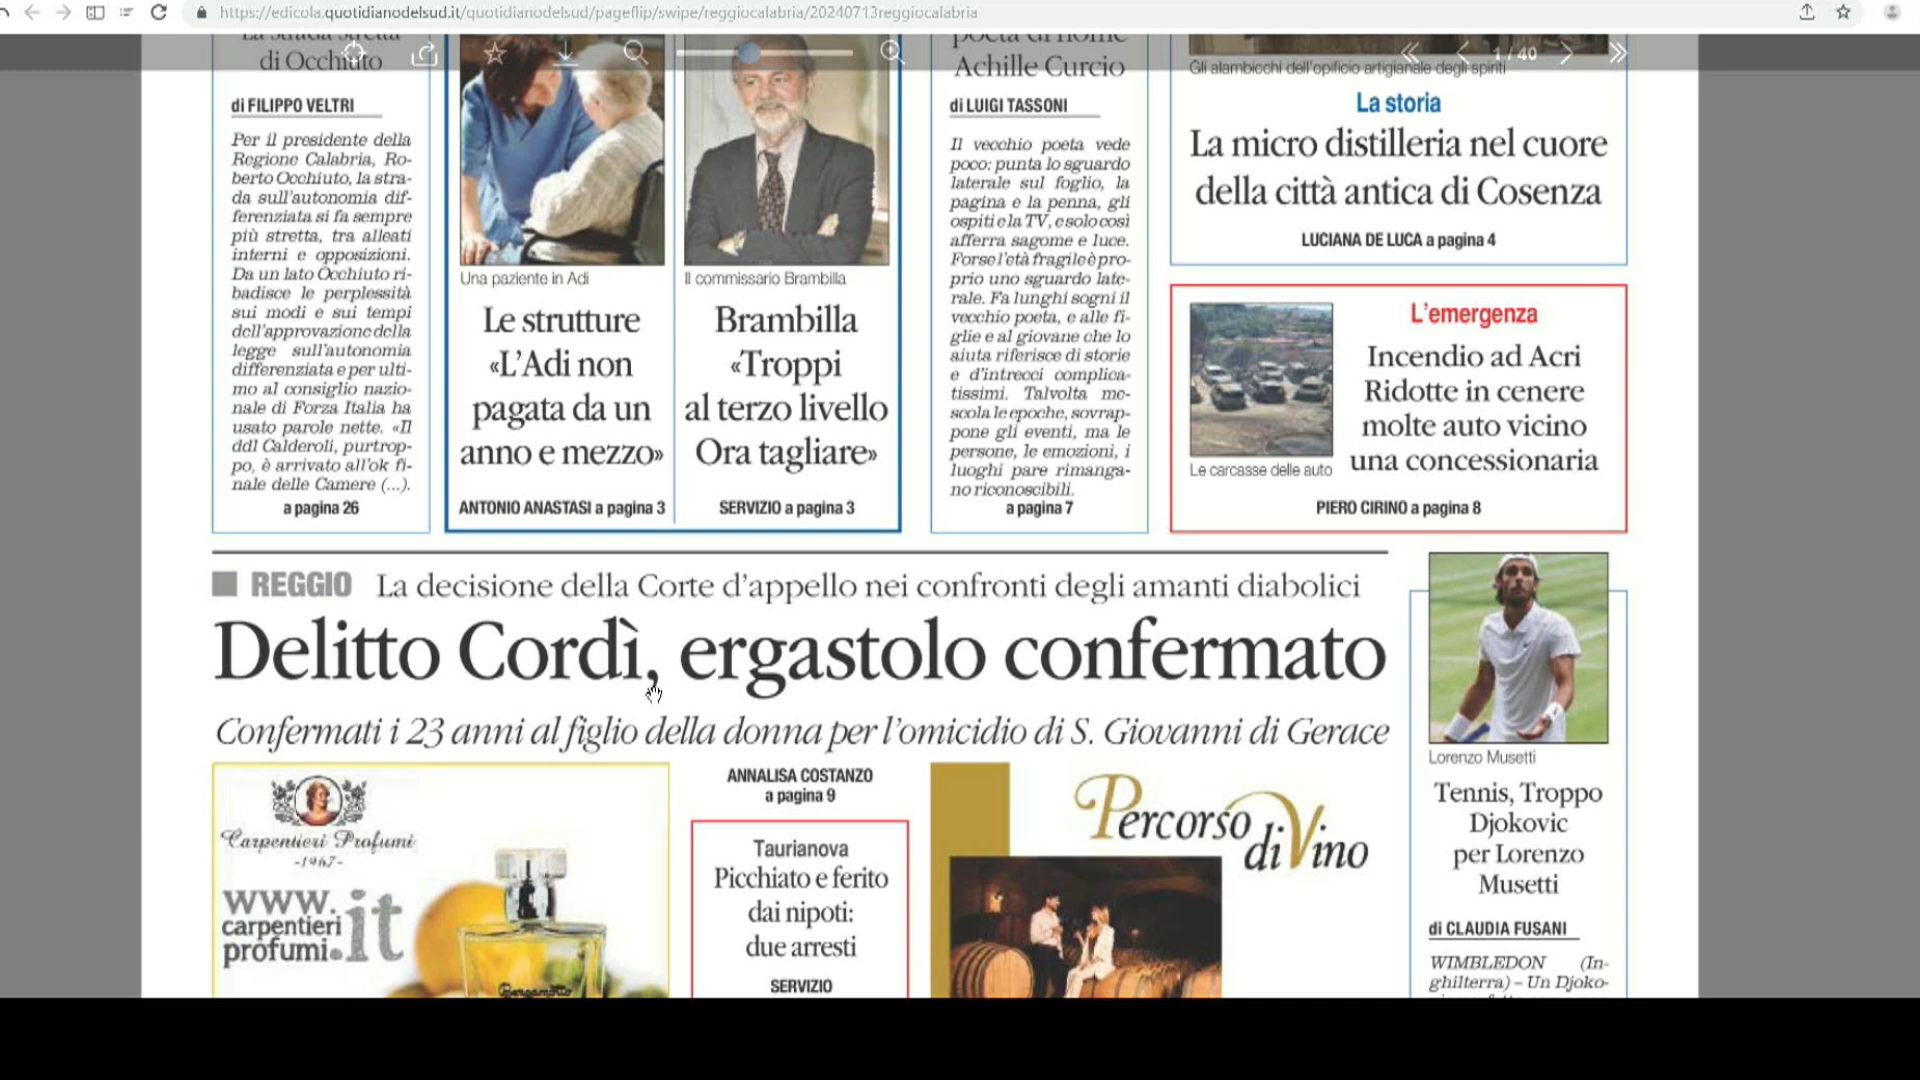 https://edicola.quotidianodelsud.it/quotidianodelsud/pageflip/swipe/reggiocalabria/20240713reggiocalabria
1 / 40
La strada stretta
di Occhiuto
di FILIPPO VELTRI
Per il presidente della
Regione Calabria, Ro-
berto Occhiuto, la stra-
da sull'autonomia dif-
ferenziata si fa sempre
più stretta, tra alleati
interni e opposizioni.
Da un lato Occhiuto ri-
badisce le perplessità
sui modi e sui tempi
dell'approvazione della
legge sull'autonomia
differenziata e per ulti-
mo al consiglio nazio-
nale di Forza Italia ha
usato parole nette. «Il
ddl Calderoli, purtrop-
po, è arrivato all'ok fi-
nale delle Camere (...).
a pagina 26
Una paziente in Adi
Le strutture
«L'Adi non
pagata da un
anno e mezzo»
ANTONIO ANASTASI a pagina 3
Il commissario Brambilla
Brambilla
«Troppi
al terzo livello
Ora tagliare»
SERVIZIO a pagina 3
poeta di nome
Achille Curcio
di LUIGI TASSONI
Il vecchio poeta vede
poco: punta lo sguardo
laterale sul foglio, la
pagina e la penna, gli
ospiti e la TV, e solo così
afferra sagome e luce.
Forse l'età fragile è pro-
prio uno sguardo late-
rale. Fa lunghi sogni il
vecchio poeta, e alle fi-
glie e al giovane che lo
aiuta riferisce di storie
e d'intrecci complica-
tissimi. Talvolta me-
scola le epoche, sovrap-
pone gli eventi, ma le
persone, le emozioni, i
luoghi pare rimanga-
no riconoscibili.
a pagina 7
Gli alambicchi dell'opificio artigianale degli spiriti
La storia
La micro distilleria nel cuore
della città antica di Cosenza
LUCIANA DE LUCA a pagina 4
L'emergenza
Incendio ad Acri
Ridotte in cenere
molte auto vicino
una concessionaria
Le carcasse delle auto
PIERO CIRINO a pagina 8
REGGIO La decisione della Corte d'appello nei confronti degli amanti diabolici
Delitto Cordì, ergastolo confermato
Confermati i 23 anni al figlio della donna per l'omicidio di S. Giovanni di Gerace
ANNALISA COSTANZO
a pagina 9
Carpentieri Profumi
-1967-
www.
carpentieri
profumi.it
Bergamotto
Taurianova
Picchiato e ferito
dai nipoti:
due arresti
SERVIZIO
Percorso
di Vino
Lorenzo Musetti
Tennis, Troppo
Djokovic
per Lorenzo
Musetti
di CLAUDIA FUSANI
WIMBLEDON (In-
ghilterra) – Un Djoko-